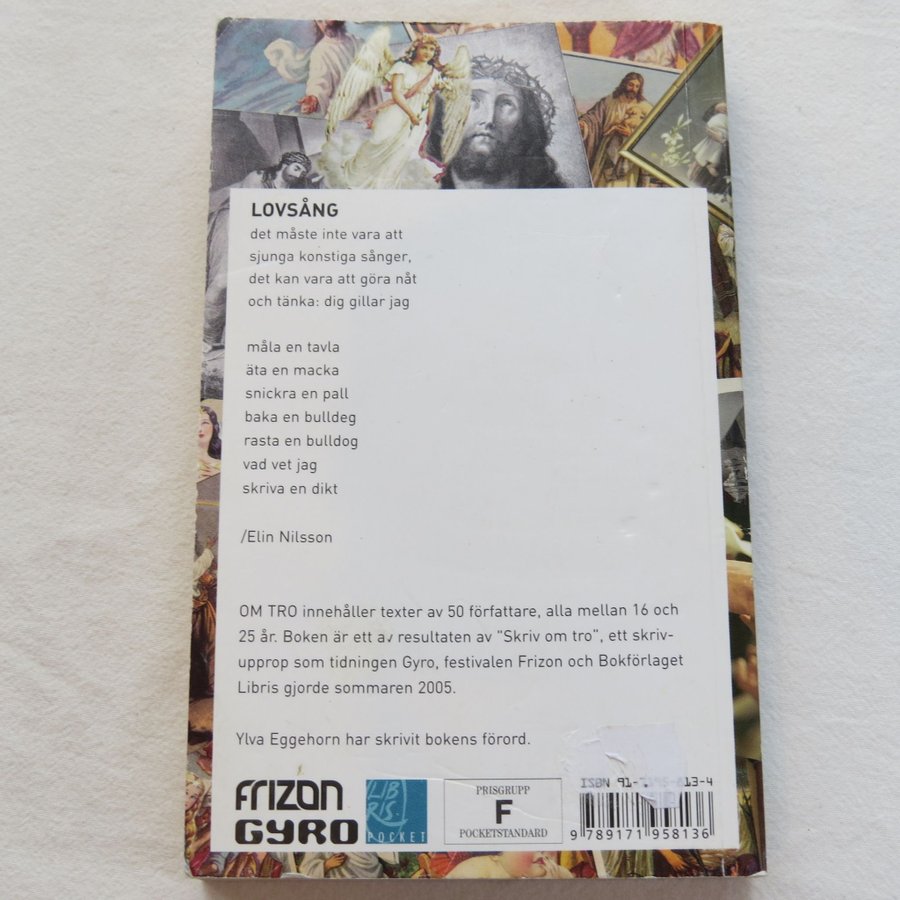 LOVSÅNG
det måste inte vara att
sjunga konstiga sånger,
det kan vara att göra nåt
och tänka: dig gillar jag
måla en tavla
äta en macka
snickra en pall
baka en bulldeg
rasta en bulldog
vad vet jag
skriva en dikt
/Elin Nilsson
OM TRO innehåller texter av 50 författare, alla mellan 16 och
25 år. Boken är ett av resultaten av "Skriv om tro", ett skriv-
upprop som tidningen Gyro, festivalen Frizon och Bokförlaget
Libris gjorde sommaren 2005.
Ylva Eggehorn har skrivit bokens förord.
FRIZON
GYRO
LIBRIS
POCKET
PRISGRUPP
F
POCKETSTANDARD
ISBN
9 789171 958136